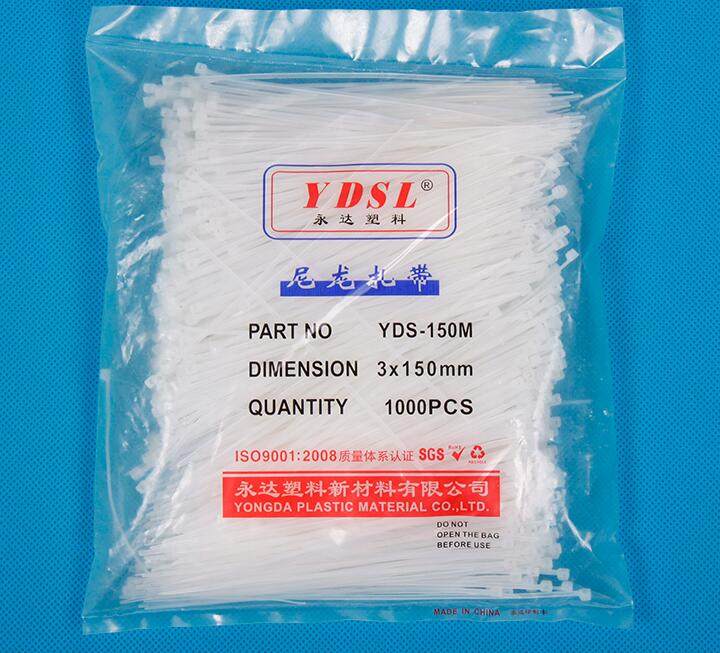 YDSL®
永达塑料
尼龙扎带
PART NO YDS-150M
DIMENSION 3x150mm
QUANTITY 1000PCS
ISO9001:2008质量体系认证 SGS RoHS RECYCLE
永达塑料新材料有限公司
YONGDA PLASTIC MATERIAL CO.,LTD.
DO NOT
OPEN THE BAG
BEFORE USE
MADE IN CHINA